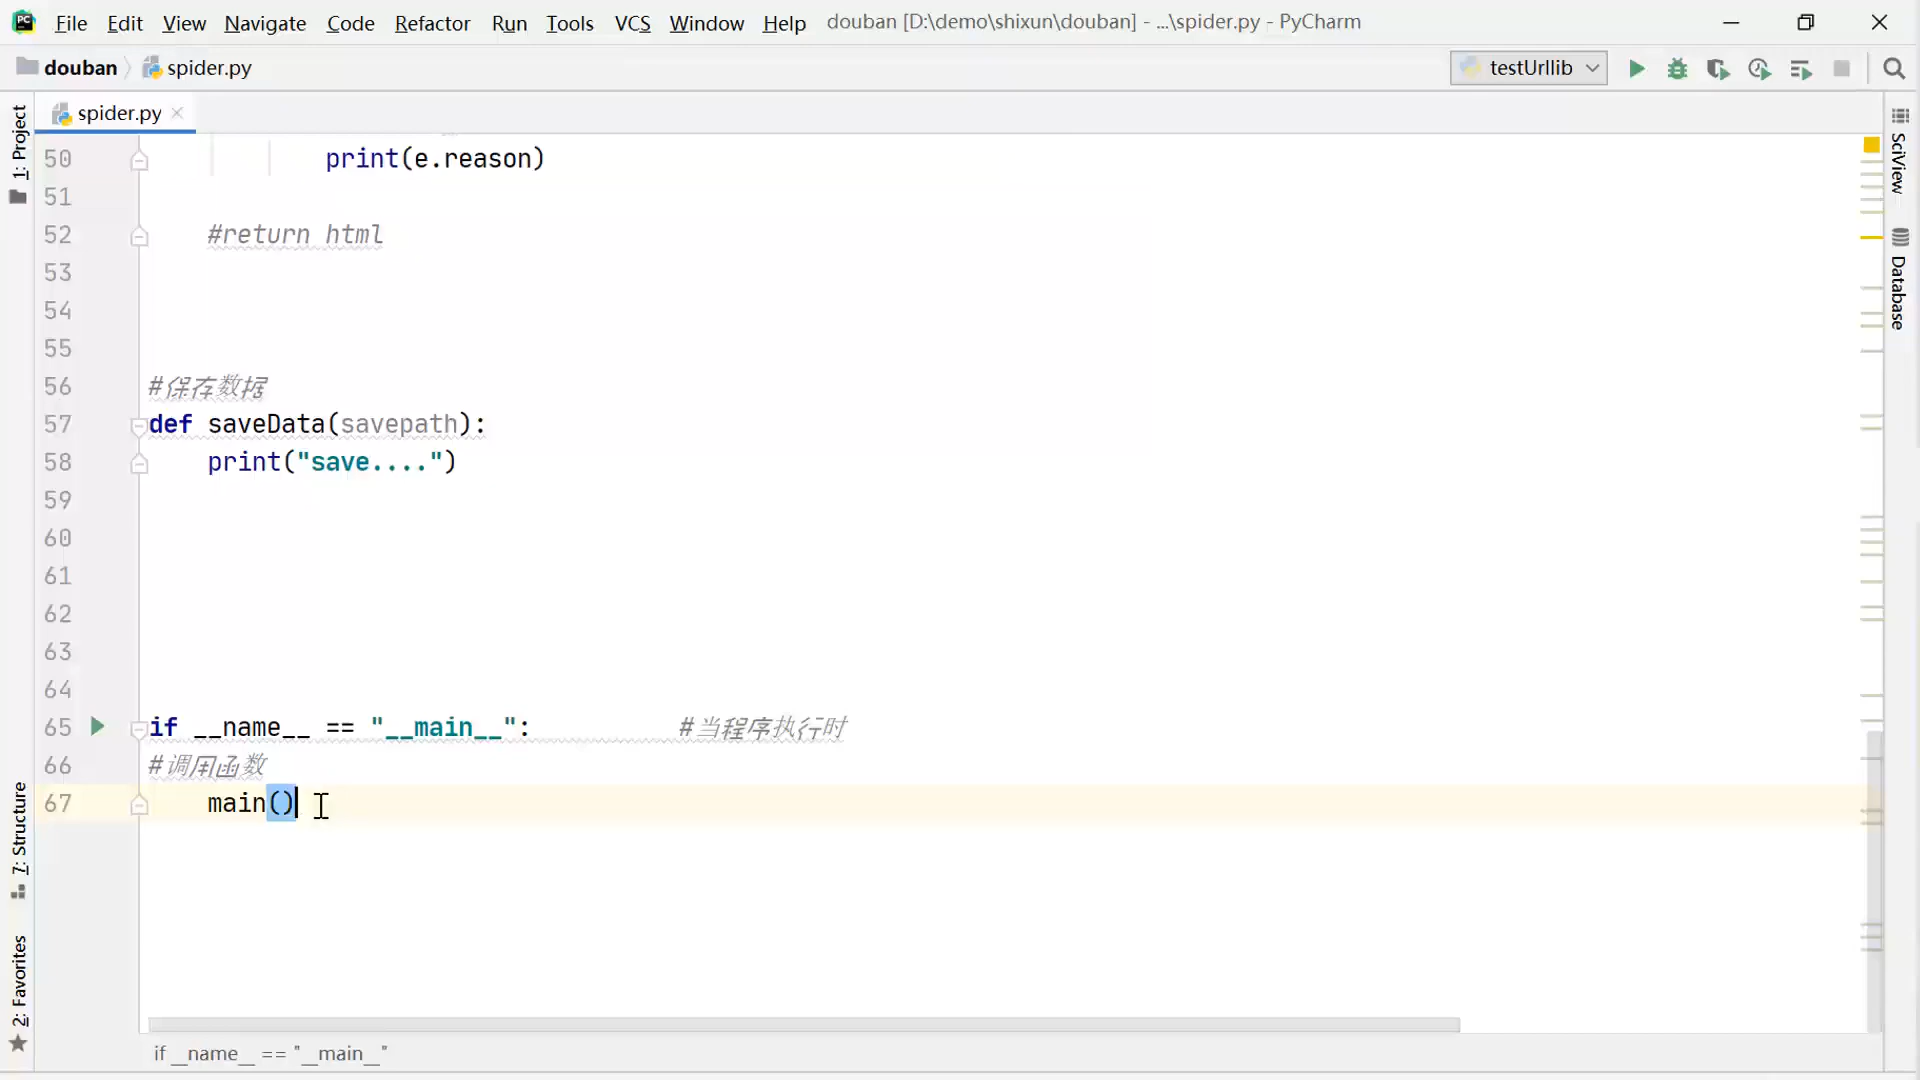 File Edit View Navigate Code Refactor Run Tools VCS Window Help douban [D:\demo\shixun\douban] - ...\spider.py - PyCharm
douban spider.py testUrllib
spider.py
1: Project
7: Structure
2: Favorites
SciView
Database
50 print(e.reason)
51
52 #return html
53
54
55
56 #保存数据
57 def saveData(savepath):
58 print("save....")
59
60
61
62
63
64
65 if __name__ == "__main__": #当程序执行时
66 #调用函数
67 main()
if __name__ == "__main__"